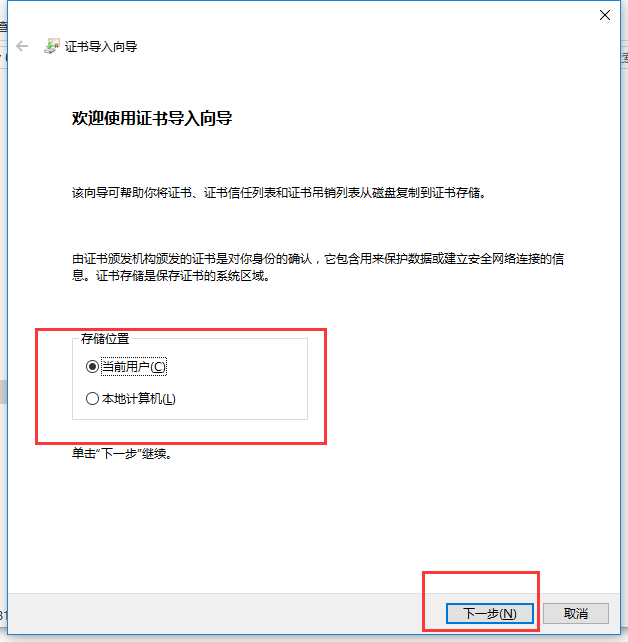 证书导入向导
欢迎使用证书导入向导
该向导可帮助你将证书、证书信任列表和证书吊销列表从磁盘复制到证书存储。
由证书颁发机构颁发的证书是对你身份的确认，它包含用来保护数据或建立安全网络连接的信
息。证书存储是保存证书的系统区域。
存储位置
当前用户(C)
本地计算机(L)
单击“下一步”继续。
下一步(N)
取消